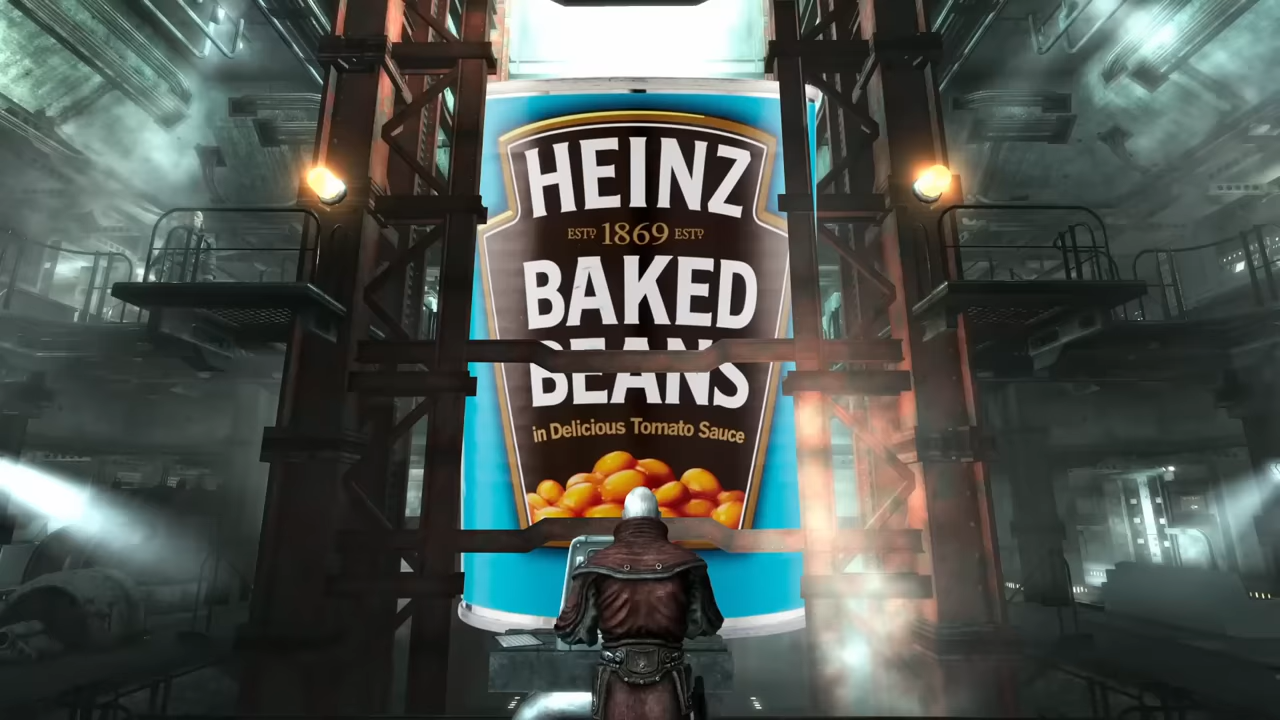 HEINZ
ESTD 1869 ESTD
BAKED
BEANS
in Delicious Tomato Sauce